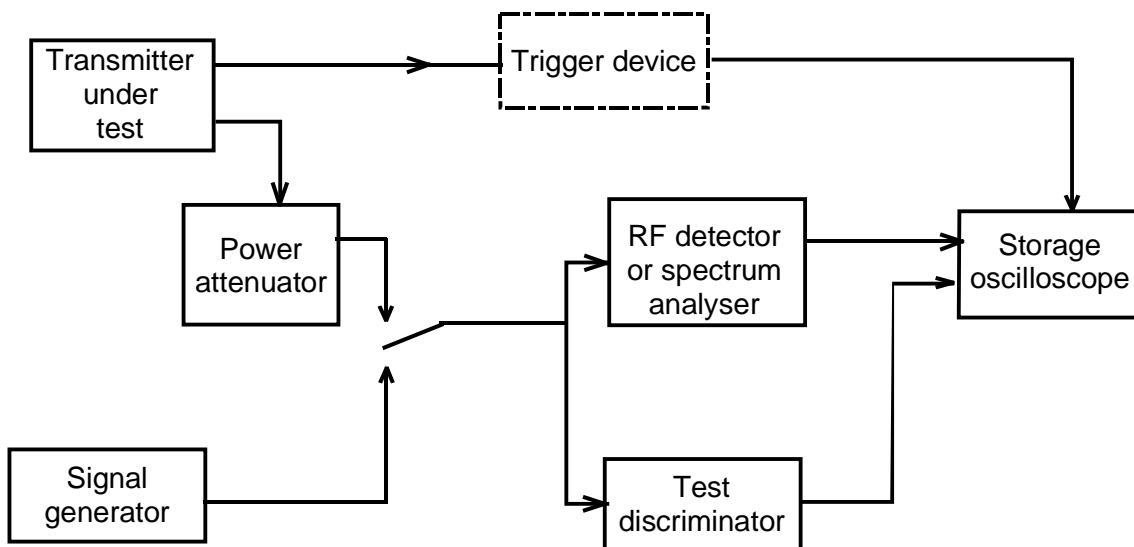 Transmitter
under
test
Trigger device
Power
attenuator
RF detector
or spectrum
analyser
Storage
oscilloscope
Signal
generator
Test
discriminator